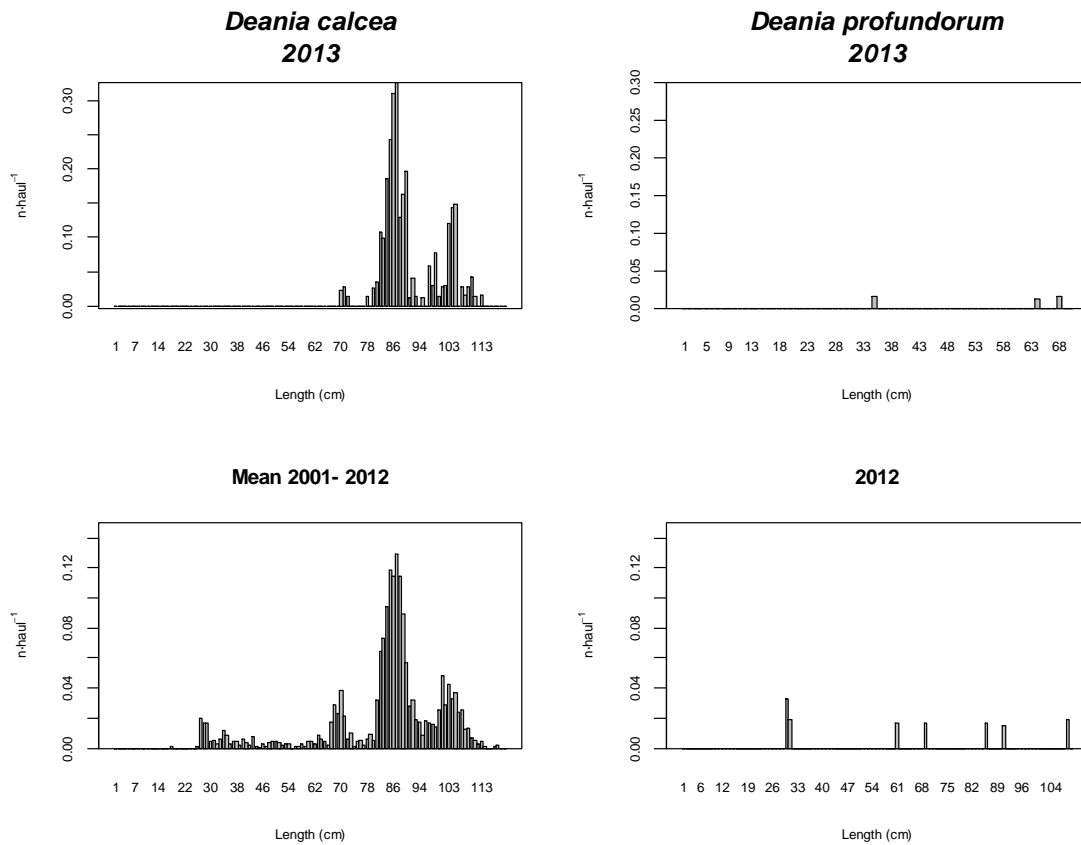 Deania calcea
2013
n·haul⁻¹
0.00 0.10 0.20 0.30
1 7 14 22 30 38 46 54 62 70 78 86 94 103 113
Length (cm)
Deania profundorum
2013
n·haul⁻¹
0.00 0.05 0.10 0.15 0.20 0.25 0.30
1 5 9 13 18 23 28 33 38 43 48 53 58 63 68
Length (cm)
Mean 2001- 2012
n·haul⁻¹
0.00 0.04 0.08 0.12
1 7 14 22 30 38 46 54 62 70 78 86 94 103 113
Length (cm)
2012
n·haul⁻¹
0.00 0.04 0.08 0.12
1 6 12 19 26 33 40 47 54 61 68 75 82 89 96 104
Length (cm)